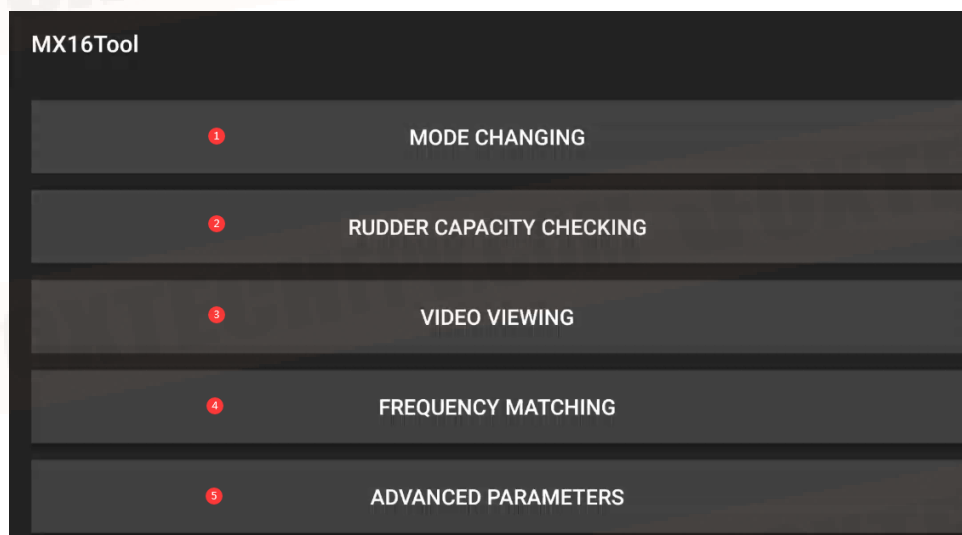 MX16Tool
1 MODE CHANGING
2 RUDDER CAPACITY CHECKING
3 VIDEO VIEWING
4 FREQUENCY MATCHING
5 ADVANCED PARAMETERS